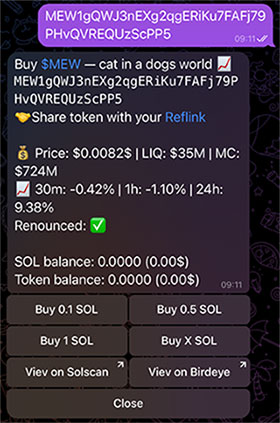 MEW1gQWJ3nEXg2qgERiKu7FAFj79
PHvQVREQUzScPP5
09:11
Buy $MEW — cat in a dogs world 📈
MEW1gQWJ3nEXg2qgERiKu7FAFj79P
HvQVREQUzScPP5
🤝Share token with your Reflink
💰 Price: $0.0082$ | LIQ: $35M | MC:
$724M
📈 30m: -0.42% | 1h: -1.10% | 24h:
9.38%
Renounced: ✅
SOL balance: 0.0000 (0.00$)
Token balance: 0.0000 (0.00$)
09:11
Buy 0.1 SOL
Buy 0.5 SOL
Buy 1 SOL
Buy X SOL
Viev on Solscan
Viev on Birdeye
Close